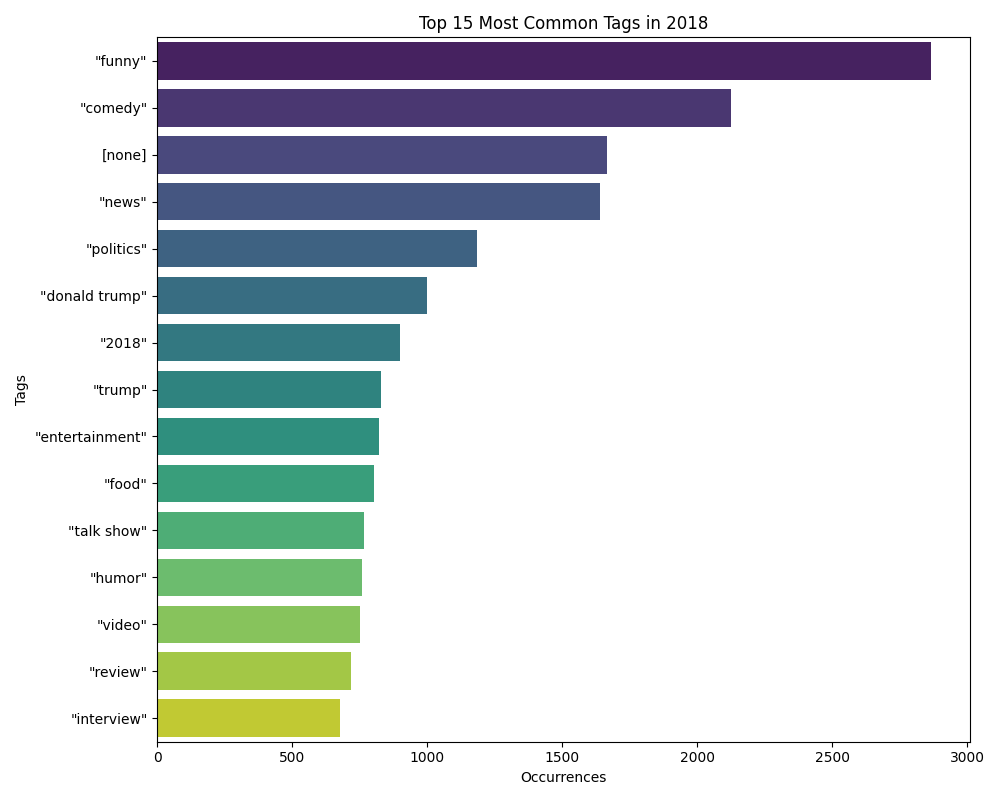 Top 15 Most Common Tags in 2018
"funny"
"comedy"
[none]
"news"
"politics"
"donald trump"
"2018"
"trump"
"entertainment"
"food"
"talk show"
"humor"
"video"
"review"
"interview"
Tags
0 500 1000 1500 2000 2500 3000
Occurrences